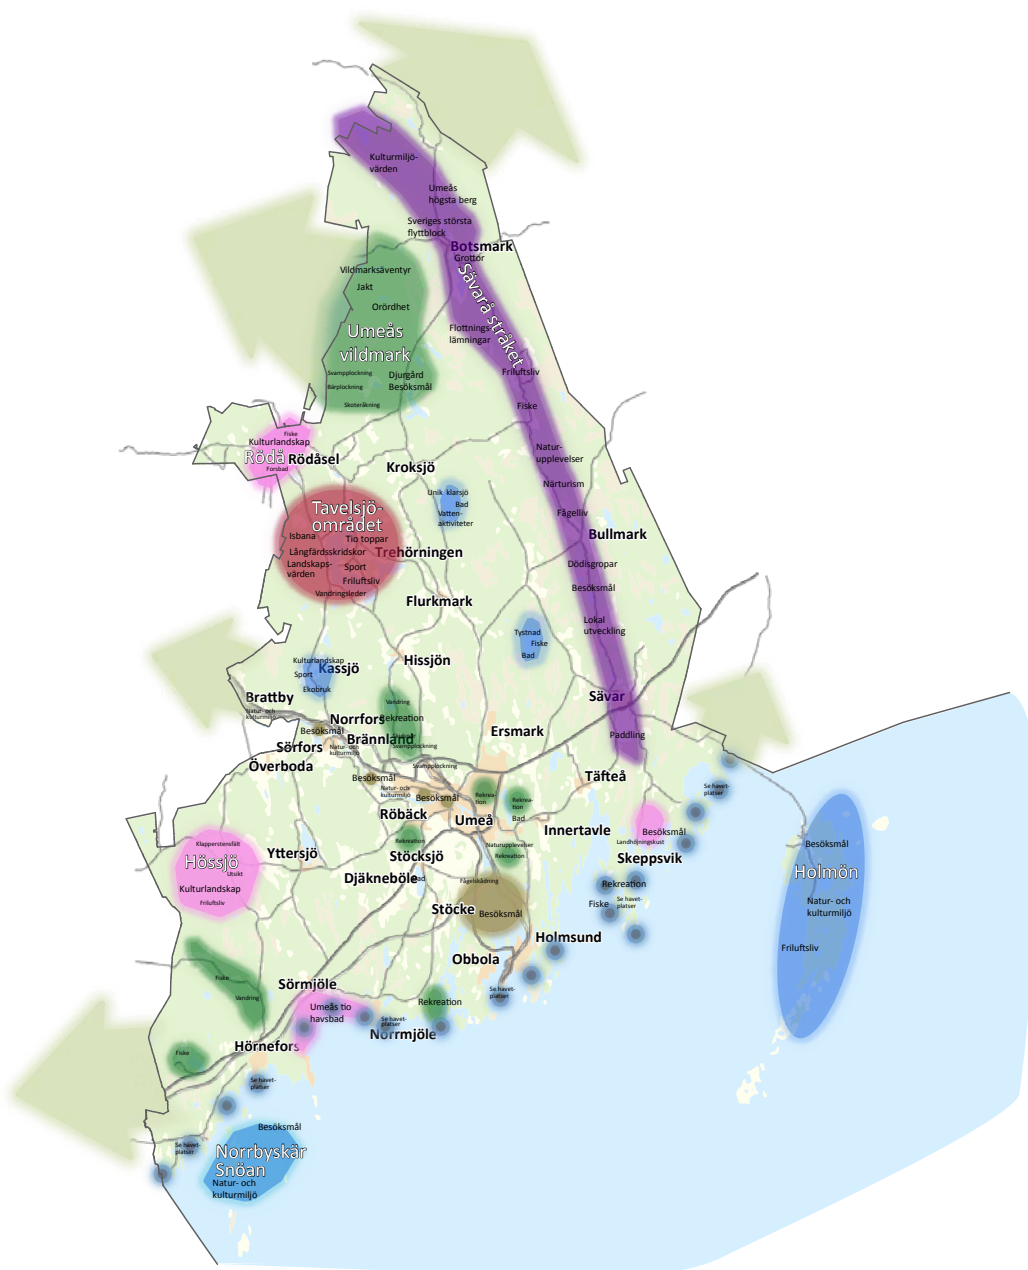 Kulturmiljö-
värden
Umeås
högsta berg
Sveriges största
flyttblock
Botsmark
Grottor
Sävarå stråket
Vildmarksäventyr
Jakt
Orördhet
Umeås
vildmark
Flottnings-
lämningar
Svampplockning
Djurgård
Bärplockning
Besöksmål
Skoteråkning
Friluftsliv
Fiske
Fiske
Kulturlandskap
Rödå
Rödåsel
Forsbad
Kroksjö
Natur-
upplevelser
Närturism
Unik klarsjö
Bad
Vatten-
aktiviteter
Fågelliv
Tavelsjö-
området
Isbana
Tio toppar
Långfärdsskridskor
Landskaps-
värden
Sport
Friluftsliv
Vandringsleder
Trehörningen
Bullmark
Dödisgropar
Besöksmål
Flurkmark
Lokal
utveckling
Tystnad
Fiske
Bad
Kulturlandskap
Sport
Kassjö
Ekobruk
Hissjön
Brattby
Natur- och
kulturmiljö
Sävar
Vandring
Norrfors
Rekreation
Besöksmål
Brännland
Svampplockning
Sörfors
Natur- och
kulturmiljö
Ersmark
Paddling
Överboda
Svampplockning
Besöksmål
Täfteå
Natur- och
kulturmiljö
Besöksmål
Rekrea-
tion
Rekrea-
tion
Bad
Se havet-
platser
Röbäck
Umeå
Innertavle
Besöksmål
Landhöjningskust
Klapperstensfält
Hössjö
Utsikt
Kulturlandskap
Friluftsliv
Yttersjö
Rekreation
Stöcksjö
Naturupplevelser
Rekreation
Skeppsvik
Besöksmål
Holmön
Natur- och
kulturmiljö
Friluftsliv
Djäkneböle
Bad
Fågelskådning
Rekreation
Fiske
Se havet-
platser
Stöcke
Besöksmål
Holmsund
Obbola
Fiske
Vandring
Sörmjöle
Se havet-
platser
Umeås tio
havsbad
Rekreation
Se havet-
platser
Norrmjöle
Hörnefors
Fiske
Se havet-
platser
Besöksmål
Se havet-
platser
Norrbyskär
Snöan
Natur- och
kulturmiljö